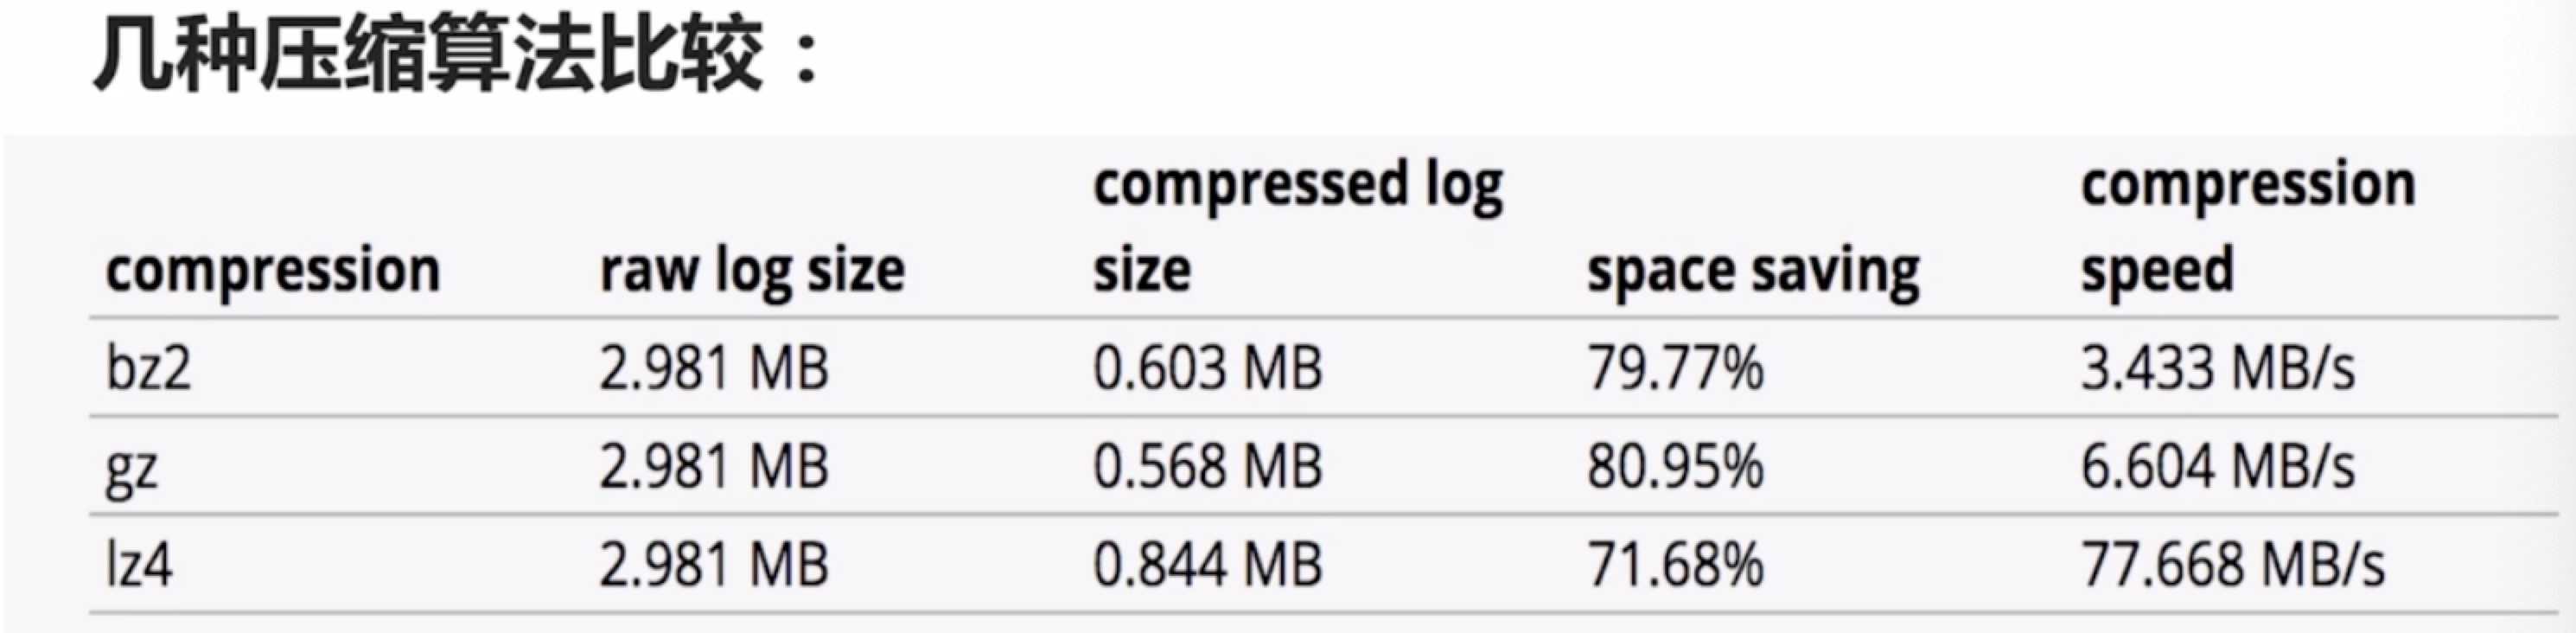 几种压缩算法比较：
compression raw log size compressed log size space saving compression speed
bz2 2.981 MB 0.603 MB 79.77% 3.433 MB/s
gz 2.981 MB 0.568 MB 80.95% 6.604 MB/s
lz4 2.981 MB 0.844 MB 71.68% 77.668 MB/s